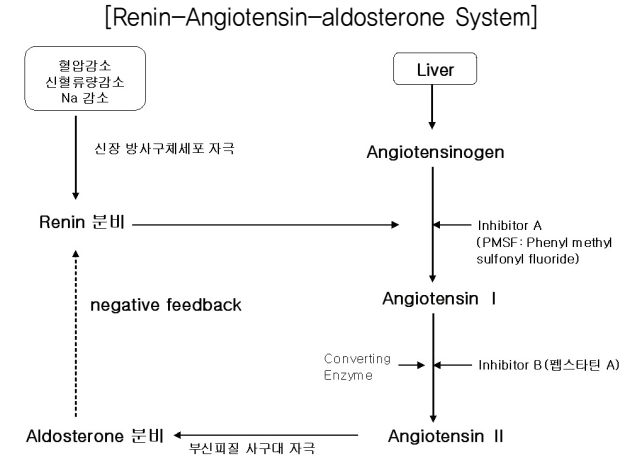 [Renin-Angiotensin-aldosterone System]
혈압감소
신혈류량감소
Na 감소
Liver
신장 방사구체세포 자극
Angiotensinogen
Renin 분비
Inhibitor A
(PMSF: Phenyl methyl
sulfonyl fluoride)
negative feedback
Angiotensin I
Converting
Enzyme
Inhibitor B(펩스타틴 A)
Aldosterone 분비
부신피질 사구대 자극
Angiotensin II